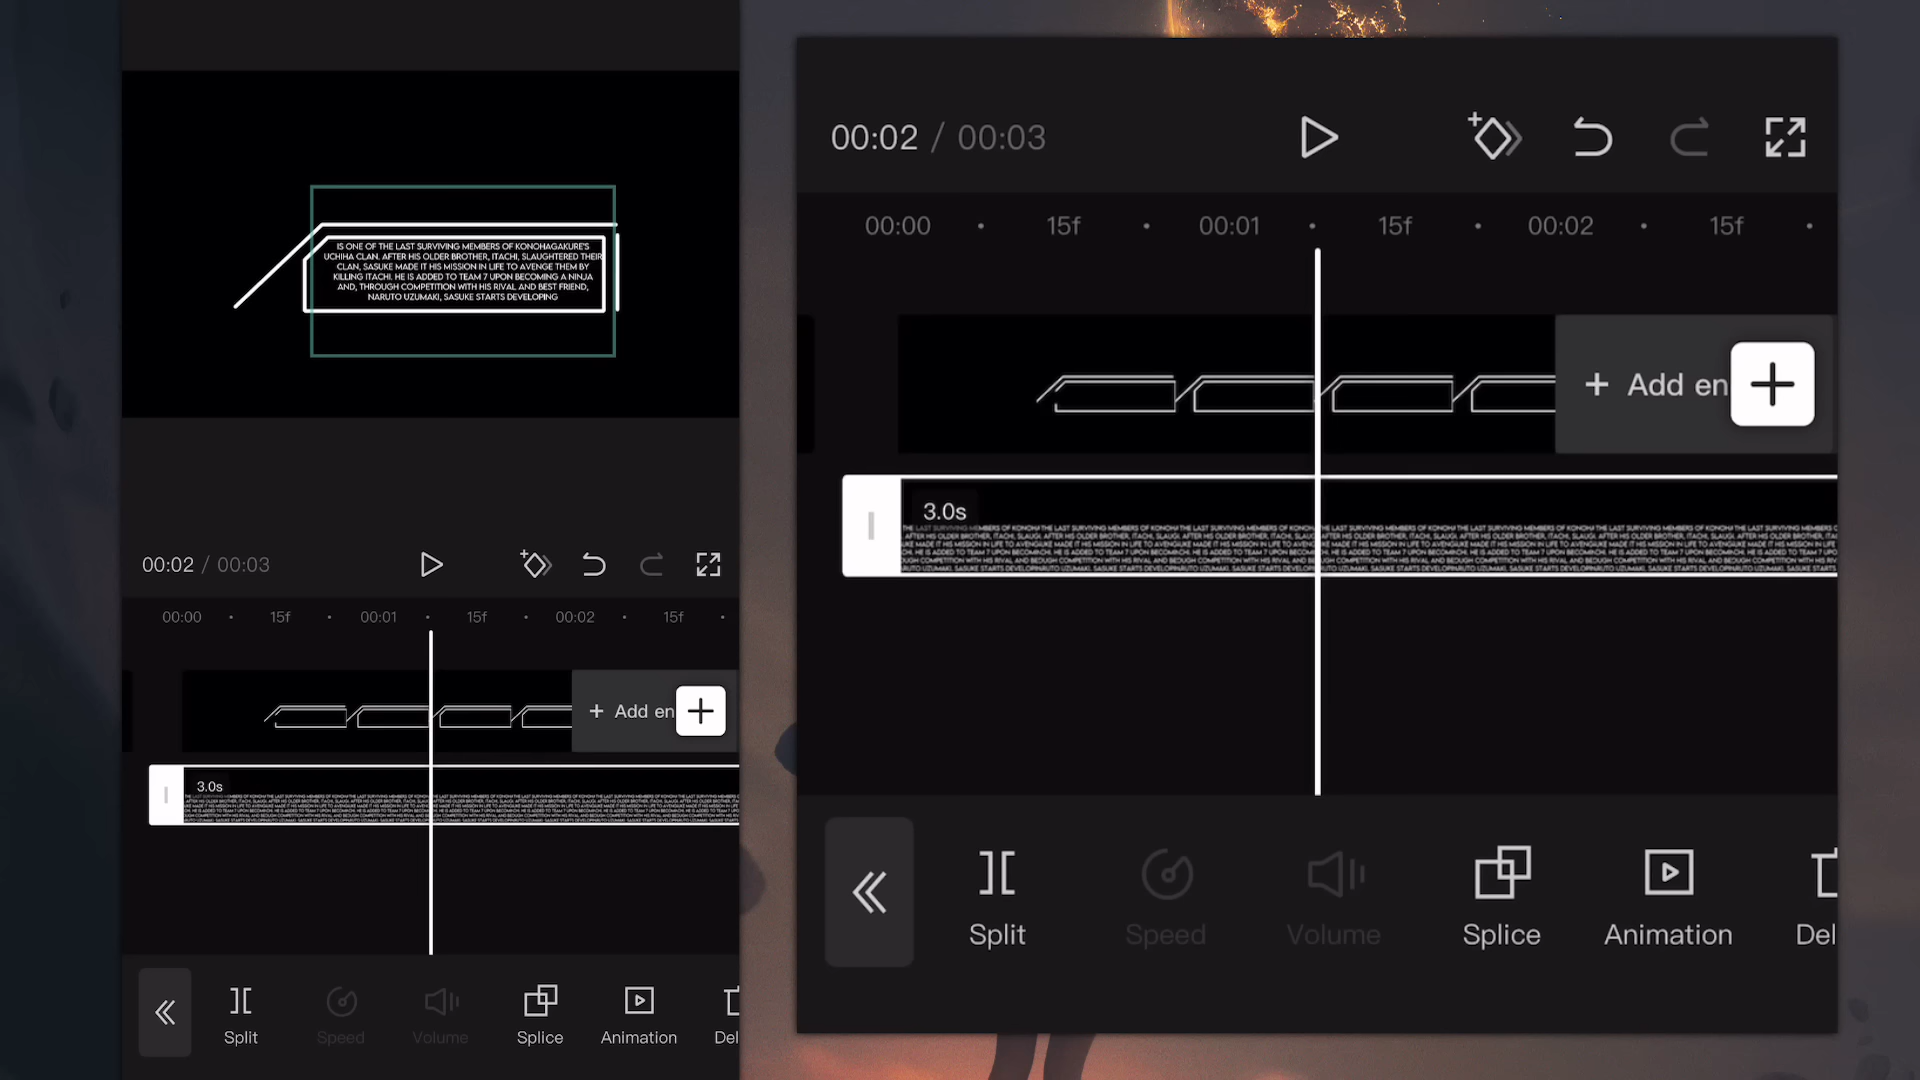 IS ONE OF THE LAST SURVIVING MEMBERS OF KONOHAGAKURE'S
UCHIHA CLAN. AFTER HIS OLDER BROTHER, ITACHI, SLAUGHTERED THEIR
CLAN, SASUKE MADE IT HIS MISSION IN LIFE TO AVENGE THEM BY
KILLING ITACHI. HE IS ADDED TO TEAM 7 UPON BECOMING A NINJA
AND, THROUGH COMPETITION WITH HIS RIVAL AND BEST FRIEND,
NARUTO UZUMAKI, SASUKE STARTS DEVELOPING
00:02 / 00:03
00:00 • 15f • 00:01 • 15f • 00:02 • 15f •
+ Add en
3.0s
Split Speed Volume Splice Animation Del
00:02 / 00:03
00:00 • 15f • 00:01 • 15f • 00:02 • 15f •
+ Add en
3.0s
Split Speed Volume Splice Animation Del